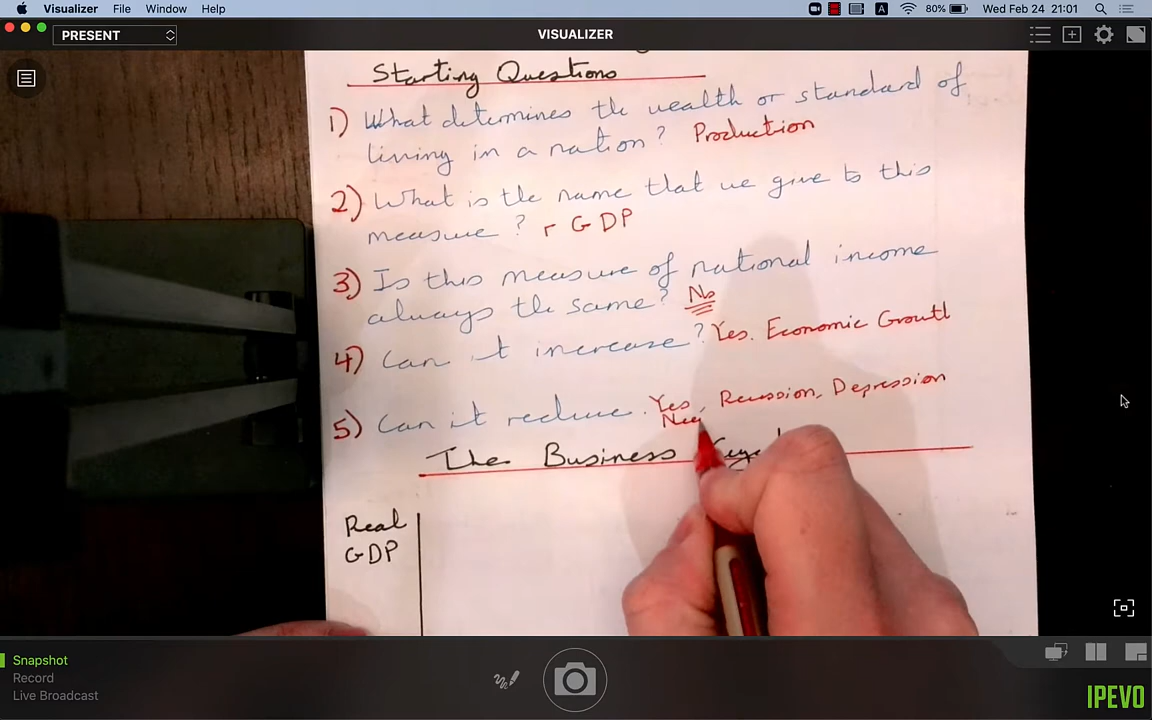 Visualizer File Window Help 80% Wed Feb 24 21:01
PRESENT
VISUALIZER
Starting Questions
1) What determines the wealth or standard of
living in a nation? Production
2) What is the name that we give to this
measure? r GDP
3) Is this measure of national income
always the same? No
4) Can it increase? Yes. Economic Growth
5) Can it reduce. Yes, Recession, Depression
The Business
Real
GDP
Snapshot
Record
Live Broadcast
IPEVO